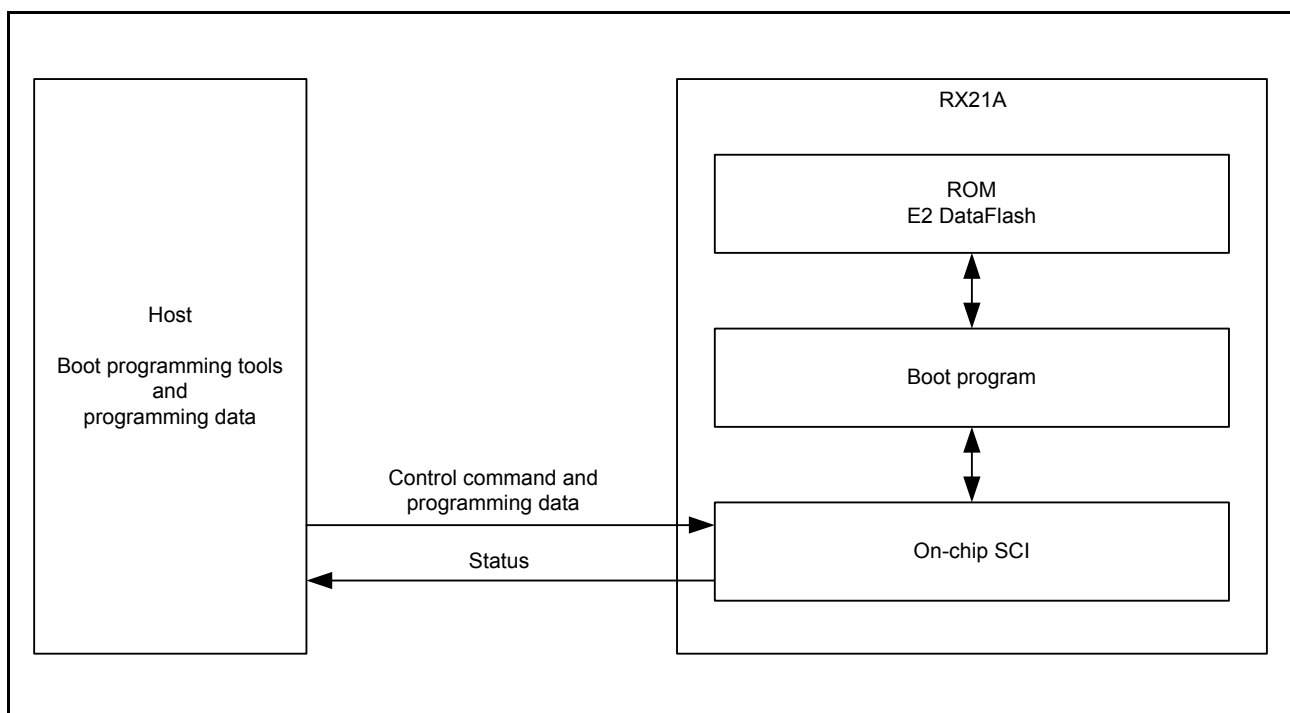 Host
Boot programming tools
and
programming data
Control command and
programming data
Status
RX21A
ROM
E2 DataFlash
Boot program
On-chip SCI